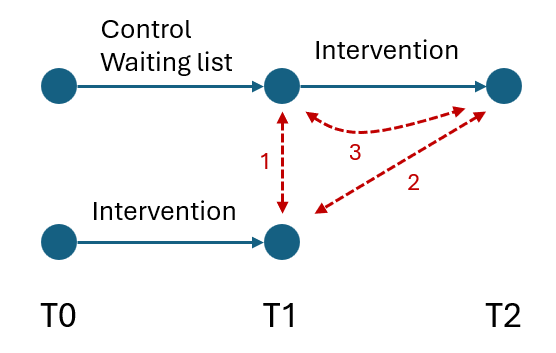 Control
Waiting list
Intervention
1
3
2
Intervention
T0
T1
T2